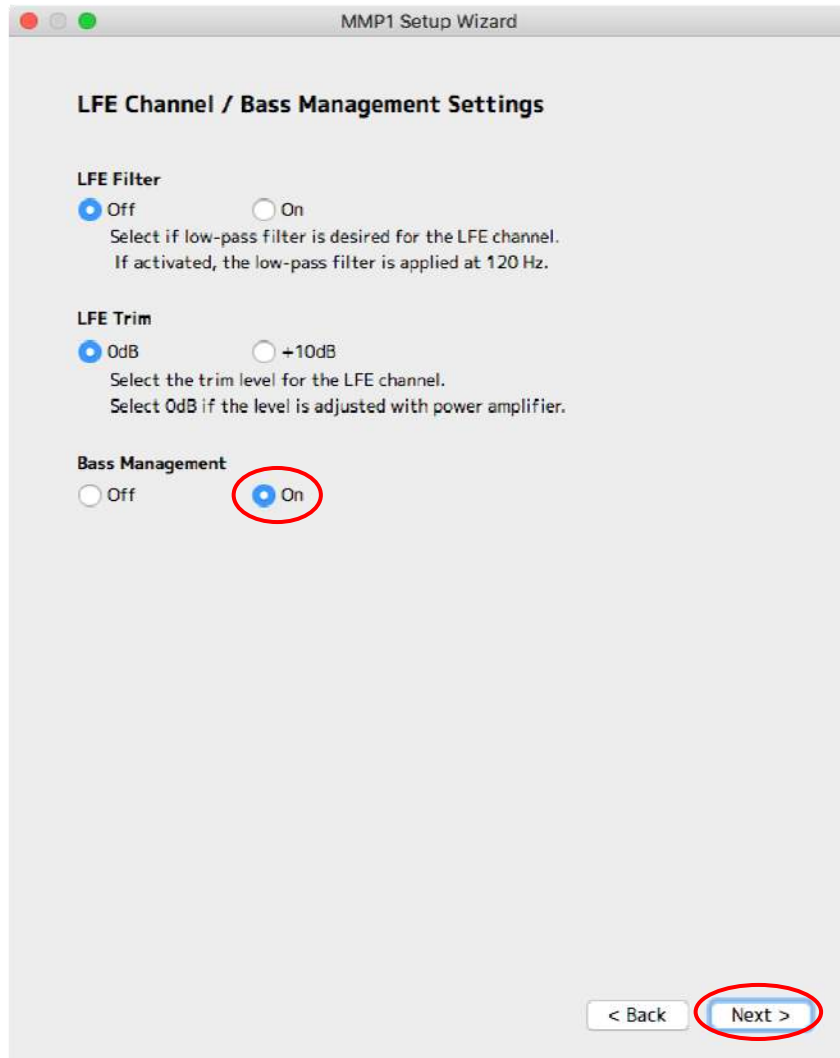 MMP1 Setup Wizard
LFE Channel / Bass Management Settings
LFE Filter
Off On
Select if low-pass filter is desired for the LFE channel.
If activated, the low-pass filter is applied at 120 Hz.
LFE Trim
0dB +10dB
Select the trim level for the LFE channel.
Select 0dB if the level is adjusted with power amplifier.
Bass Management
Off On
< Back Next >